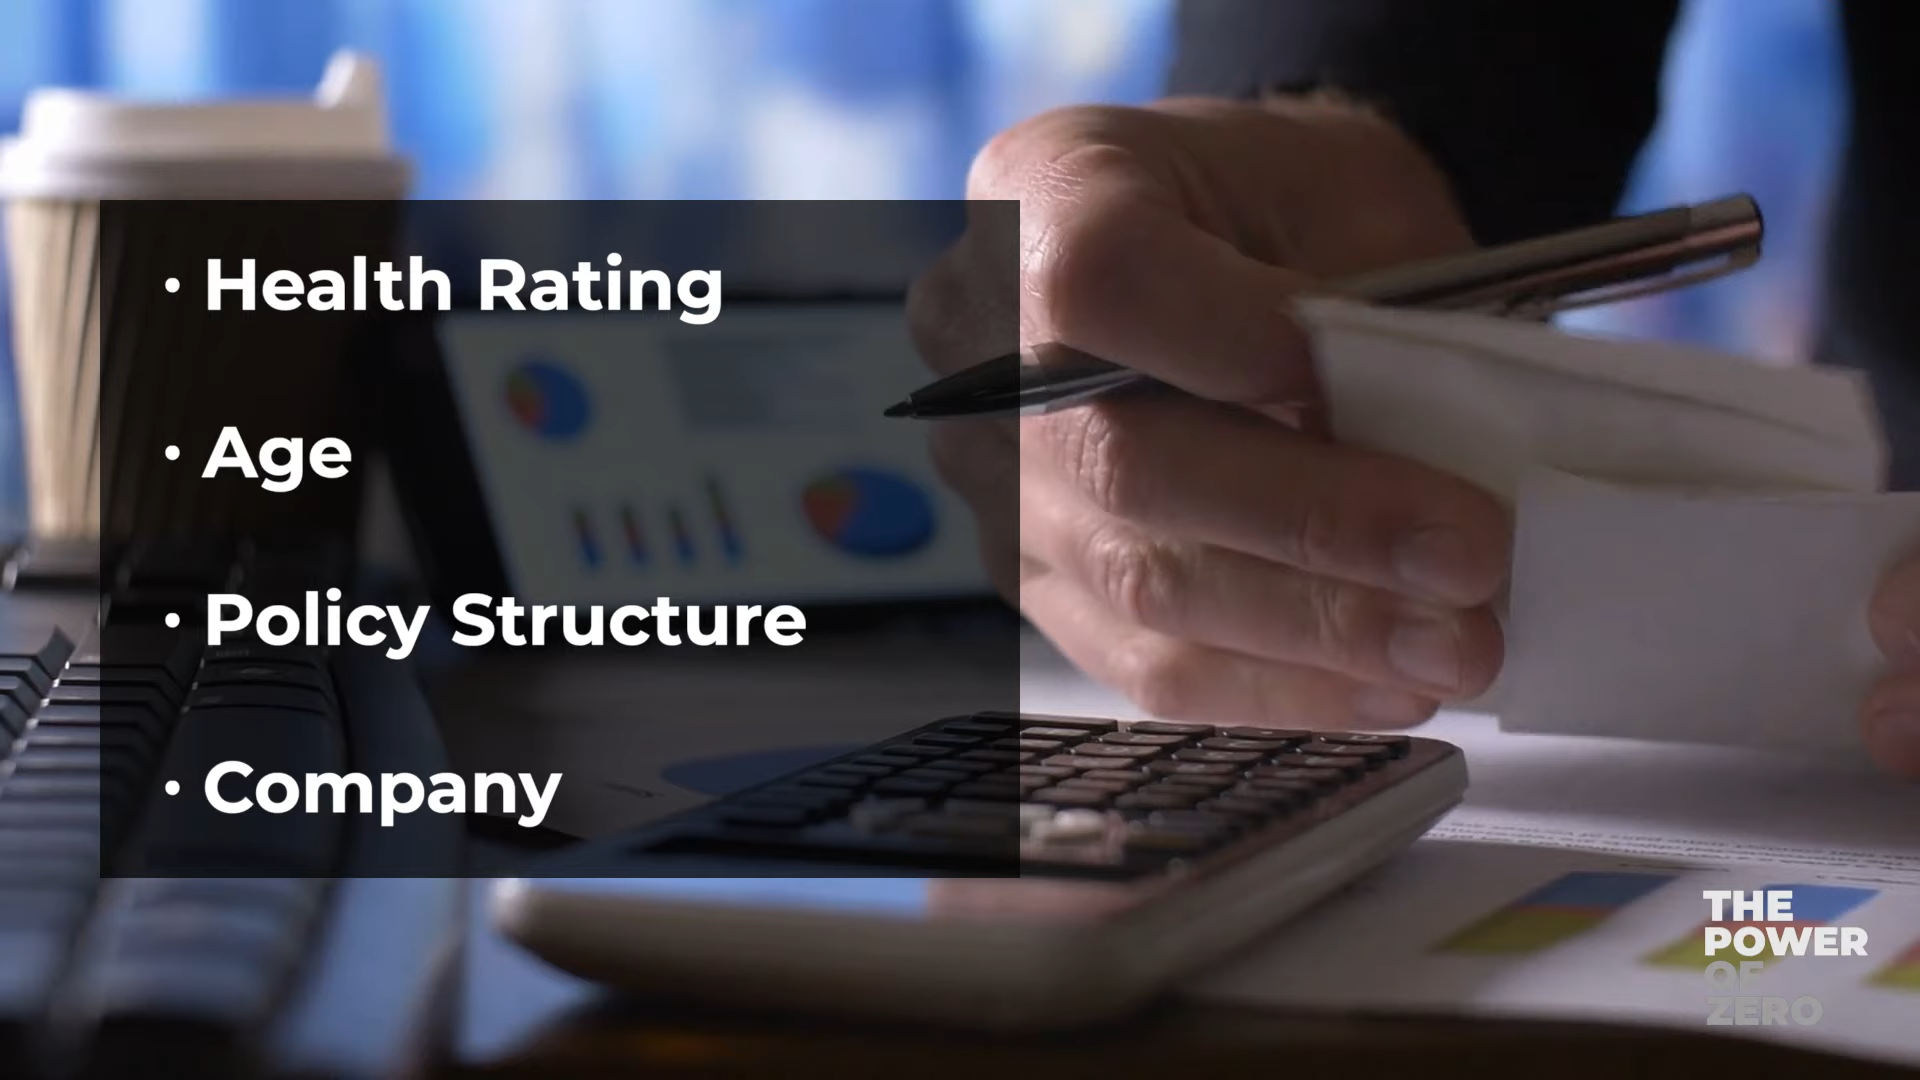 • Health Rating
• Age
• Policy Structure
• Company
THE
POWER
OF
ZERO